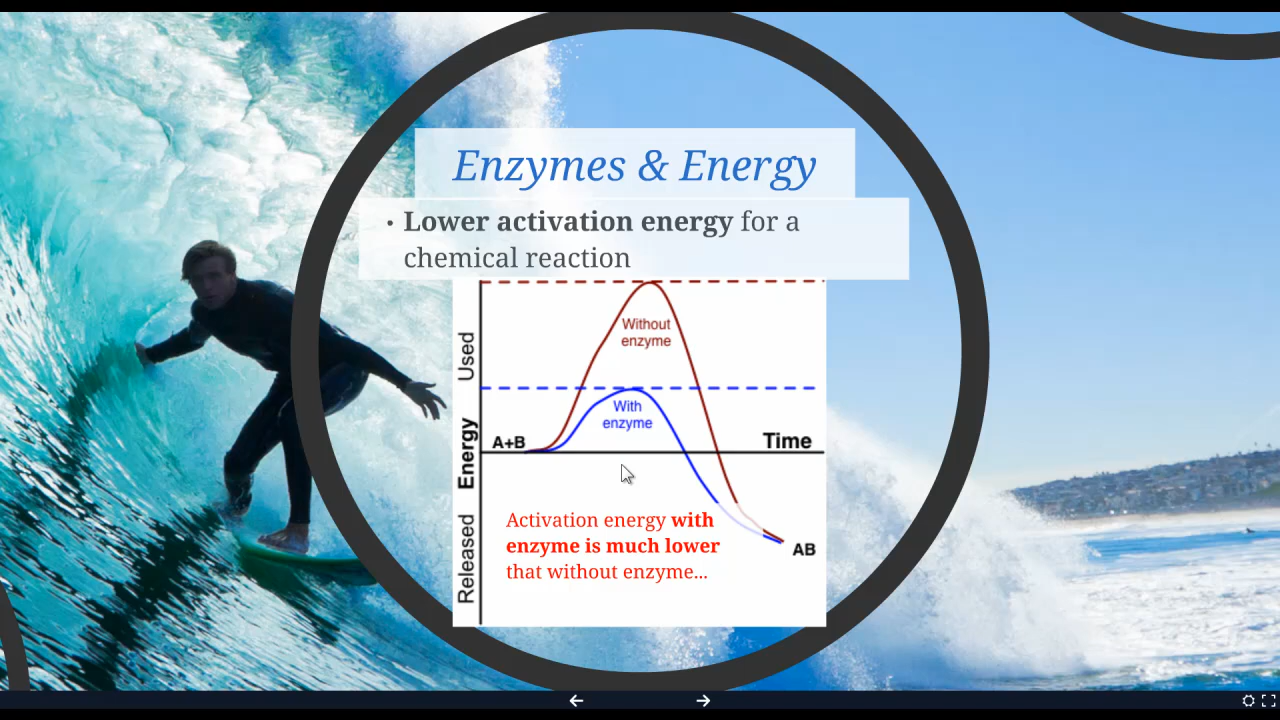 Enzymes & Energy
• Lower activation energy for a
chemical reaction
Used
Without
enzyme
With
enzyme
A+B
Time
Energy
Activation energy with
enzyme is much lower
that without enzyme...
AB
Released